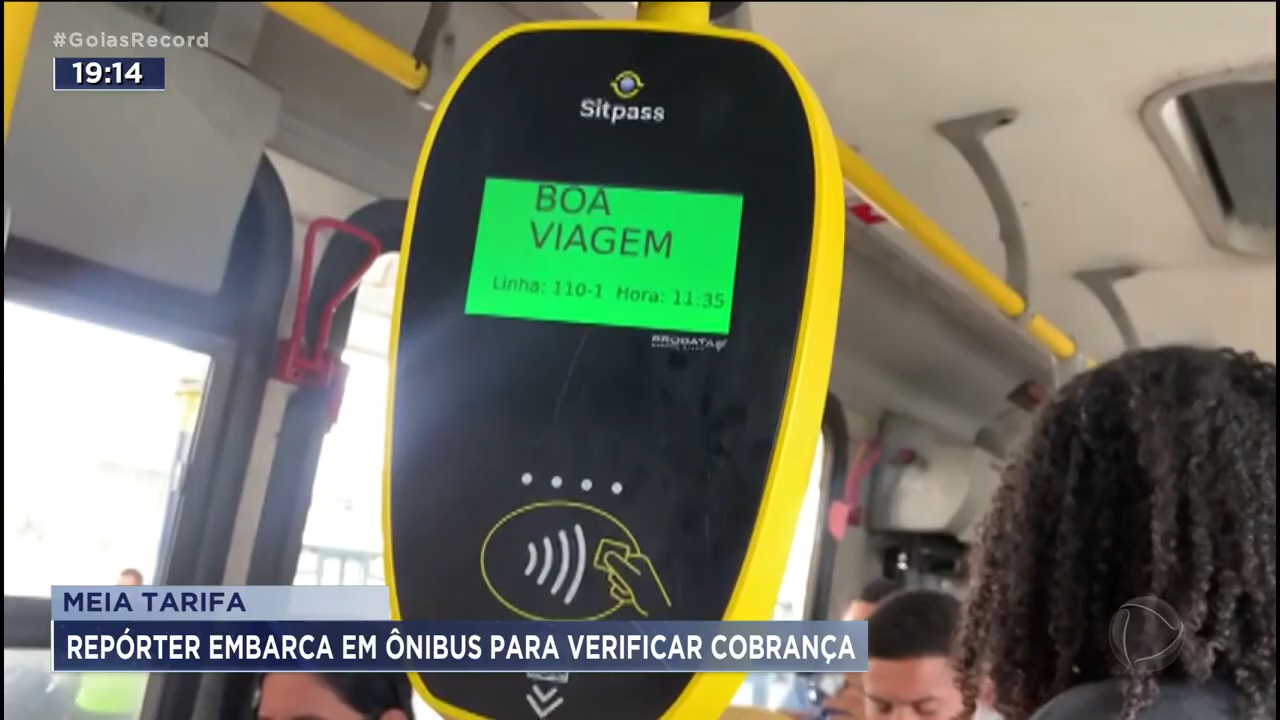 #GoiasRecord
19:14
Sitpass
BOA
VIAGEM
Linha: 110-1 Hora: 11:35
PRODATA
MEIA TARIFA
REPÓRTER EMBARCA EM ÔNIBUS PARA VERIFICAR COBRANÇA